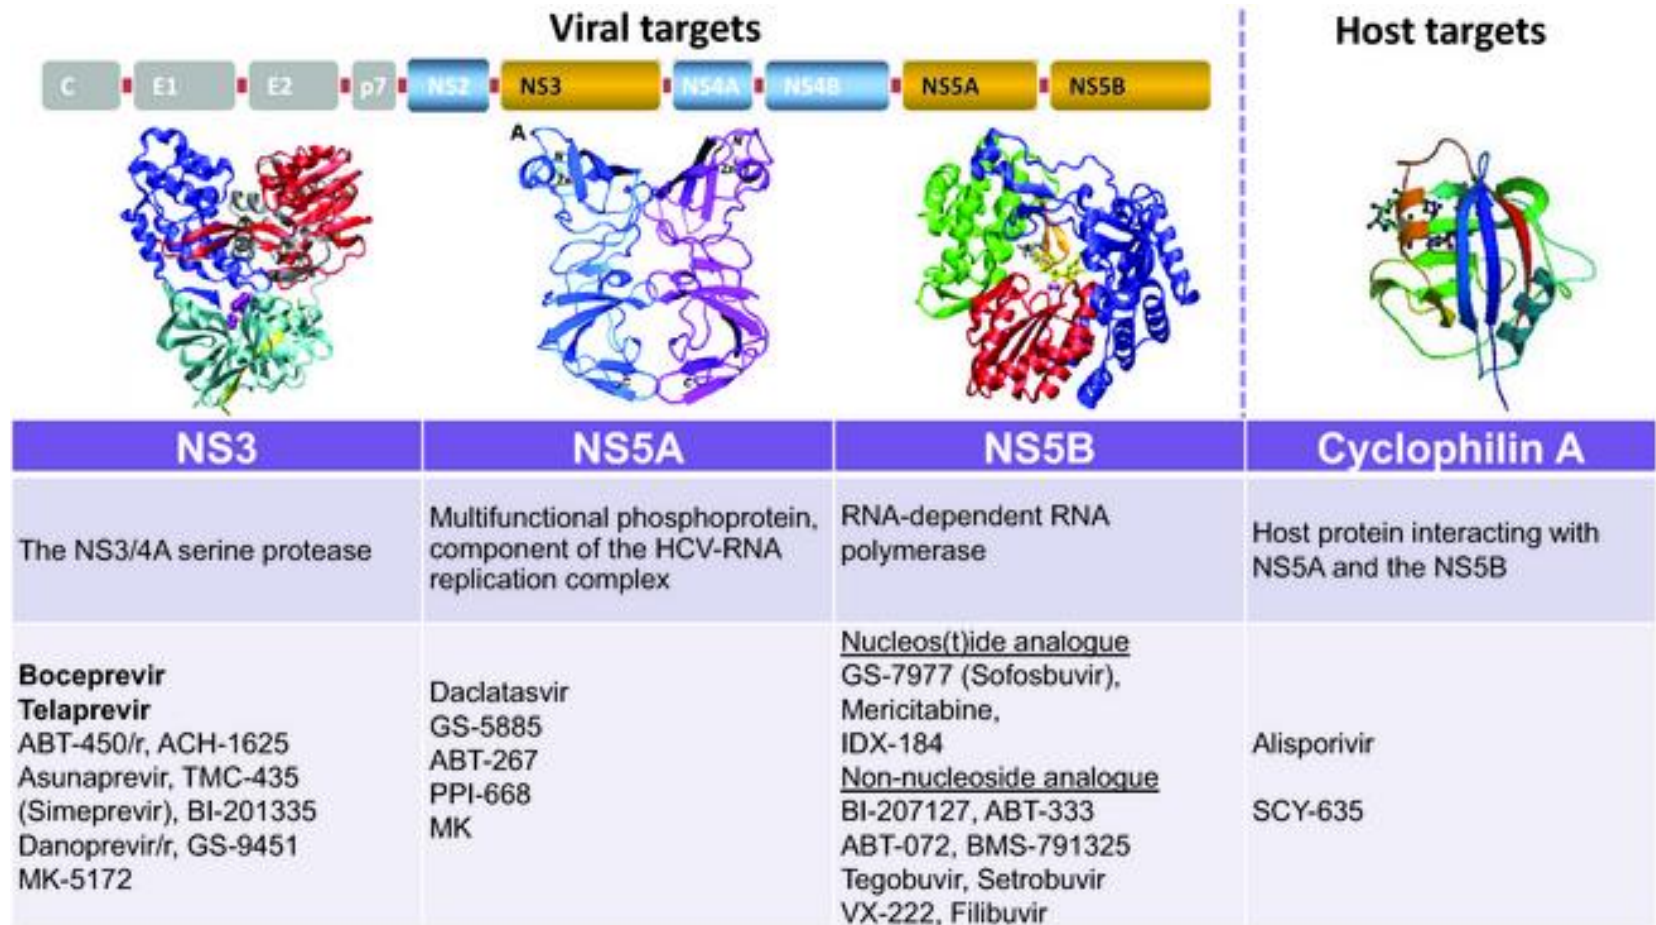 Viral targets
Host targets
C E1 E2 p7 NS2 NS3 NS4A NS4B NS5A NS5B
A
NS3 NS5A NS5B Cyclophilin A
The NS3/4A serine protease
Multifunctional phosphoprotein,
component of the HCV-RNA
replication complex
RNA-dependent RNA
polymerase
Host protein interacting with
NS5A and the NS5B
Boceprevir
Telaprevir
ABT-450/r, ACH-1625
Asunaprevir, TMC-435
(Simeprevir), BI-201335
Danoprevir/r, GS-9451
MK-5172
Daclatasvir
GS-5885
ABT-267
PPI-668
MK
Nucleos(t)ide analogue
GS-7977 (Sofosbuvir),
Mericitabine,
IDX-184
Non-nucleoside analogue
BI-207127, ABT-333
ABT-072, BMS-791325
Tegobuvir, Setrobuvir
VX-222, Filibuvir
Alisporivir
SCY-635